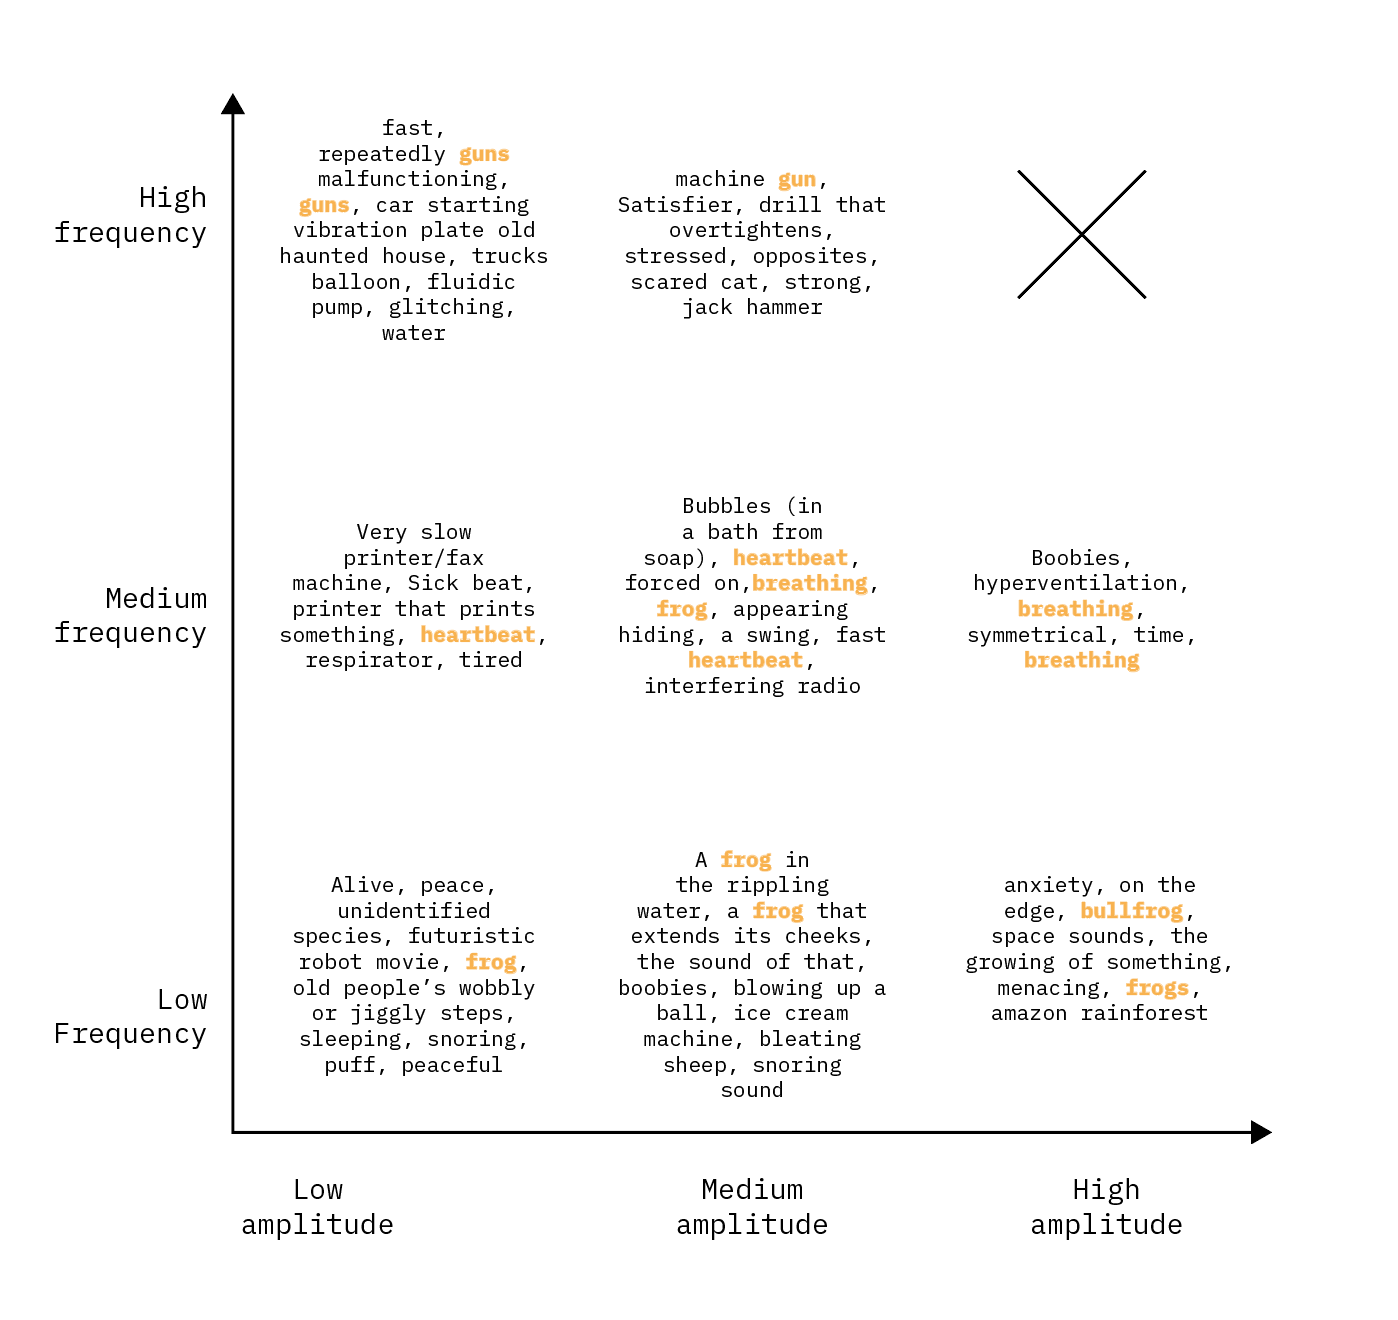 High
frequency
fast,
repeatedly guns
malfunctioning,
guns, car starting
vibration plate old
haunted house, trucks
balloon, fluidic
pump, glitching,
water
machine gun,
Satisfier, drill that
overtightens,
stressed, opposites,
scared cat, strong,
jack hammer
Medium
frequency
Very slow
printer/fax
machine, Sick beat,
printer that prints
something, heartbeat,
respirator, tired
Bubbles (in
a bath from
soap), heartbeat,
forced on,breathing,
frog, appearing
hiding, a swing, fast
heartbeat,
interfering radio
Boobies,
hyperventilation,
breathing,
symmetrical, time,
breathing
Low
Frequency
Alive, peace,
unidentified
species, futuristic
robot movie, frog,
old people’s wobbly
or jiggly steps,
sleeping, snoring,
puff, peaceful
A frog in
the rippling
water, a frog that
extends its cheeks,
the sound of that,
boobies, blowing up a
ball, ice cream
machine, bleating
sheep, snoring
sound
anxiety, on the
edge, bullfrog,
space sounds, the
growing of something,
menacing, frogs,
amazon rainforest
Low
amplitude
Medium
amplitude
High
amplitude